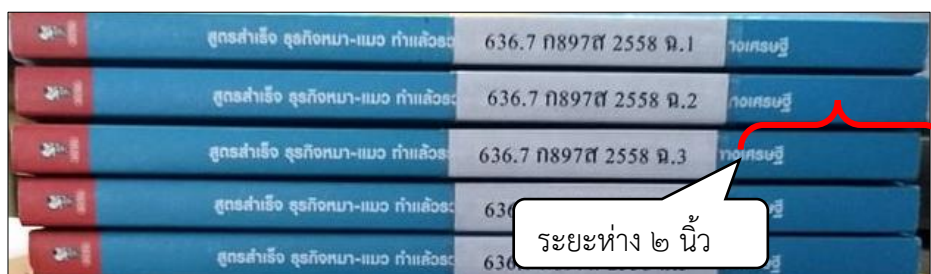 สูตรสำเร็จ ธุรกิจหมา-แมว ทำแล้วรว 636.7 ก897ส 2558 ฉ.1 ทางเศรษฐี
สูตรสำเร็จ ธุรกิจหมา-แมว ทำแล้วรว 636.7 ก897ส 2558 ฉ.2 ทางเศรษฐี
สูตรสำเร็จ ธุรกิจหมา-แมว ทำแล้วร 636.7 ก897ส 2558 ฉ.3 ทางเศรษฐี
สูตรสำเร็จ ธุรกิจหมา-แมว ทำแล้วรว 636
สูตรสำเร็จ ธุรกิจหมา-แมว ทำแล้วรว 636.
ระยะห่าง ๒ นิ้ว